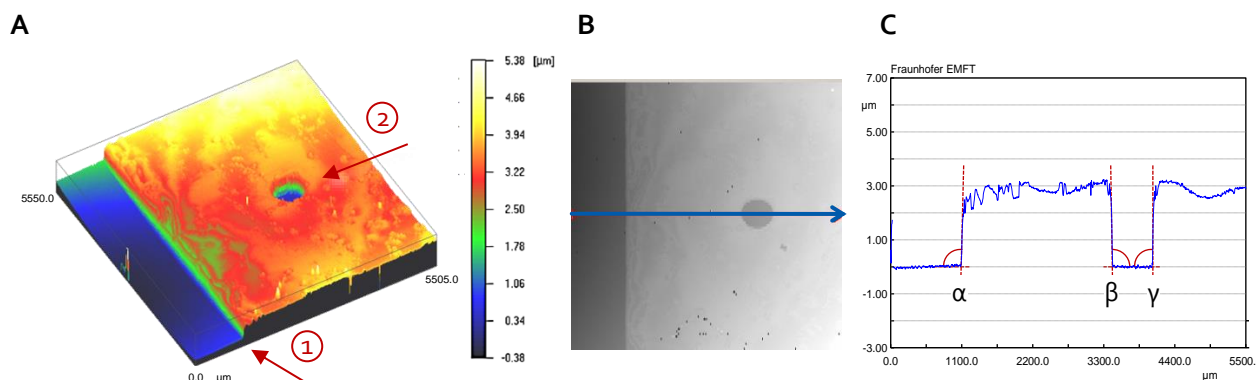 A
5.38 [µm]
4.66
3.94
3.22
2.50
1.78
1.06
0.34
-0.38
②
①
5550.0
5505.0
0.0 µm
B
C
Fraunhofer EMFT
7.00
µm
5.00
3.00
1.00
-1.00
-3.00
α
β
γ
0.0
1100.0
2200.0
3300.0
4400.0
5500.
µm